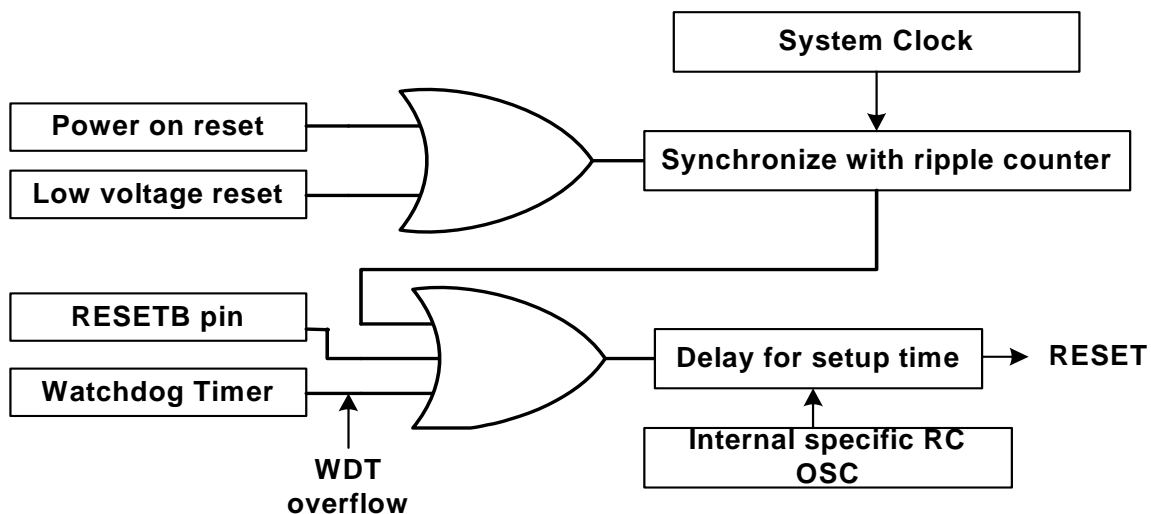 System Clock
Power on reset
Synchronize with ripple counter
Low voltage reset
RESETB pin
Delay for setup time
RESET
Watchdog Timer
Internal specific RC
OSC
WDT
overflow